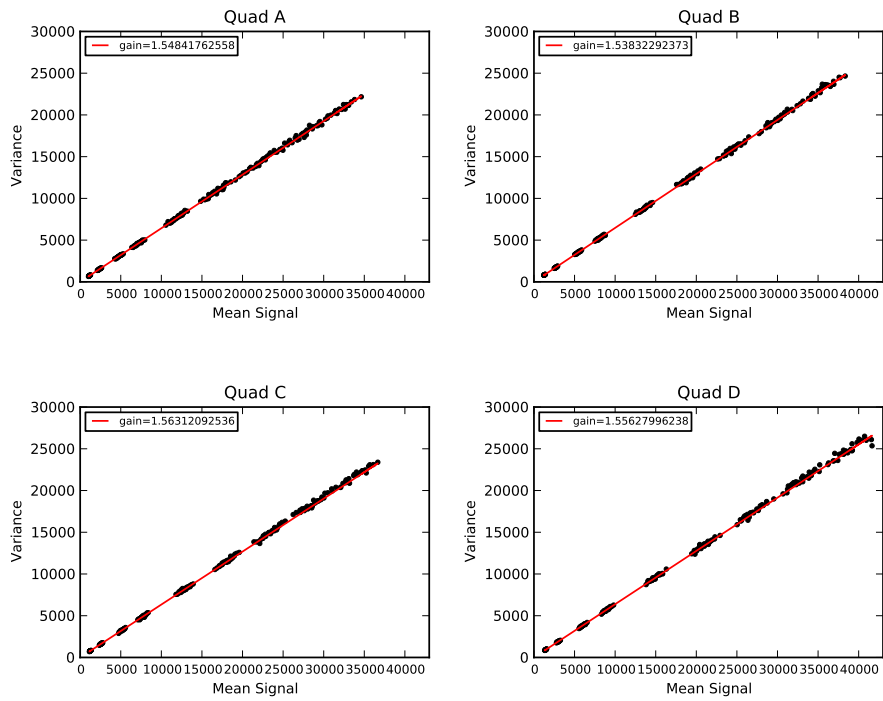 Quad A
30000
gain=1.54841762558
25000
20000
15000
10000
5000
0
Variance
5000 10000 15000 20000 25000 30000 35000 40000
Mean Signal
Quad B
30000
gain=1.53832292373
25000
20000
15000
10000
5000
0
Variance
0 5000 10000 15000 20000 25000 30000 35000 40000
Mean Signal
Quad C
30000
gain=1.56312092536
25000
20000
15000
10000
5000
0
Variance
5000 10000 15000 20000 25000 30000 35000 40000
Mean Signal
Quad D
30000
gain=1.55627996238
25000
20000
15000
10000
5000
0
Variance
0 5000 10000 15000 20000 25000 30000 35000 40000
Mean Signal